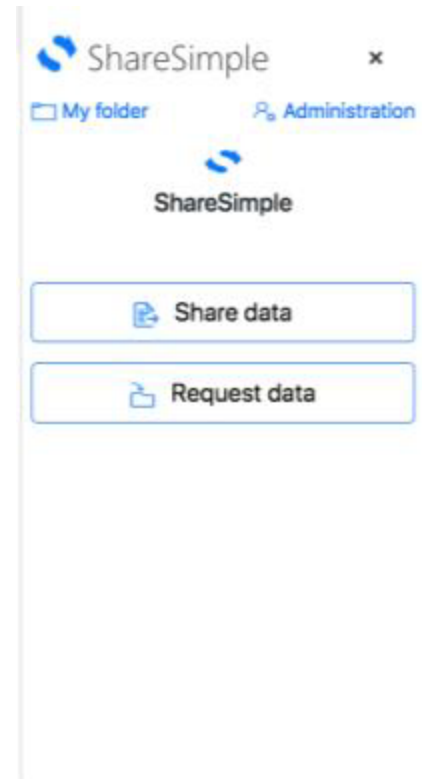 ShareSimple ×
My folder Administration
ShareSimple
Share data
Request data